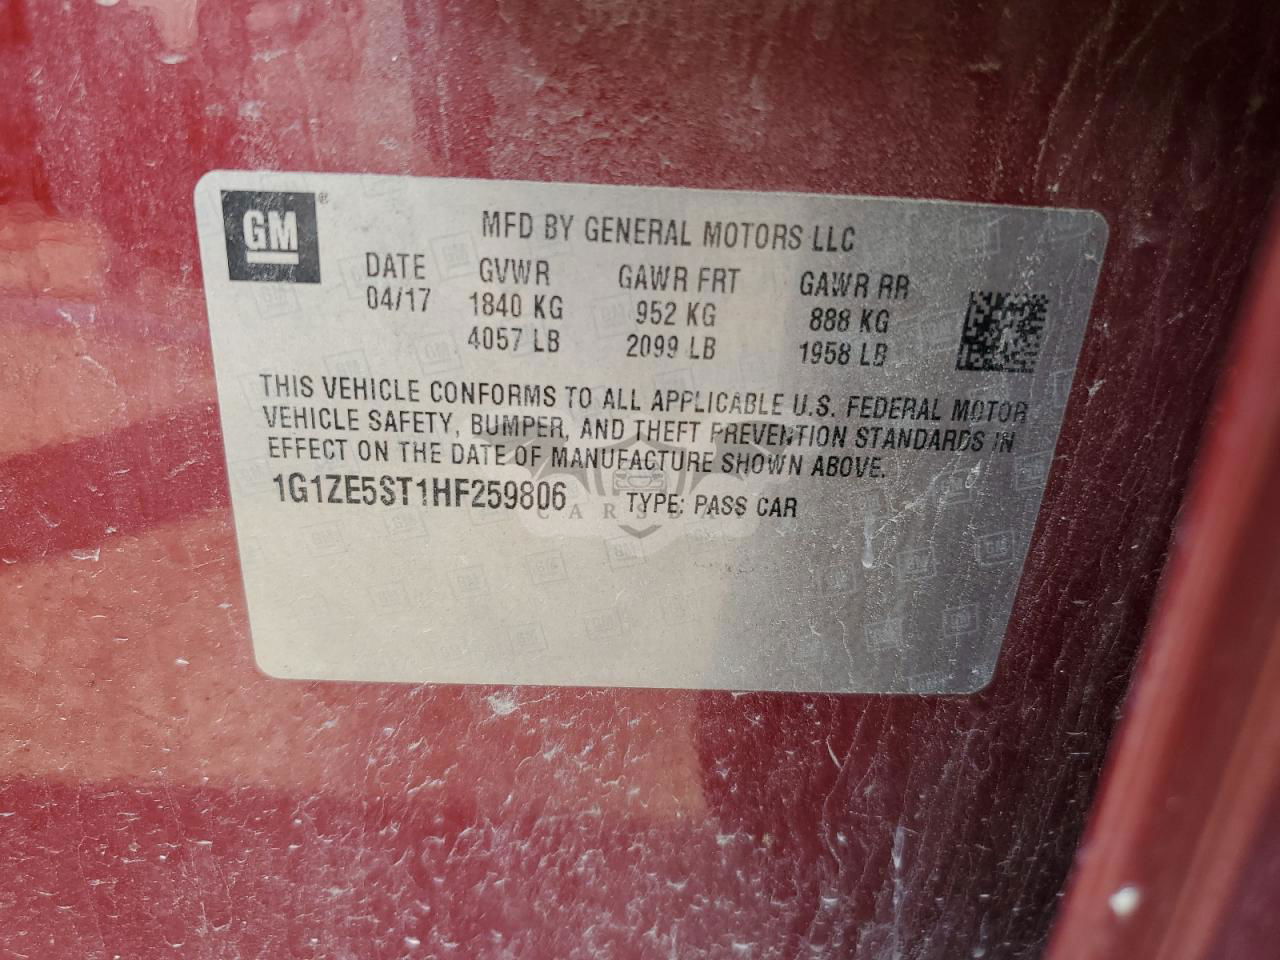 GM®
MFD BY GENERAL MOTORS LLC
DATE GVWR GAWR FRT GAWR RR
04/17 1840 KG 952 KG 888 KG
4057 LB 2099 LB 1958 LB
THIS VEHICLE CONFORMS TO ALL APPLICABLE U.S. FEDERAL MOTOR
VEHICLE SAFETY, BUMPER, AND THEFT PREVENTION STANDARDS IN
EFFECT ON THE DATE OF MANUFACTURE SHOWN ABOVE.
1G1ZE5ST1HF259806 TYPE: PASS CAR